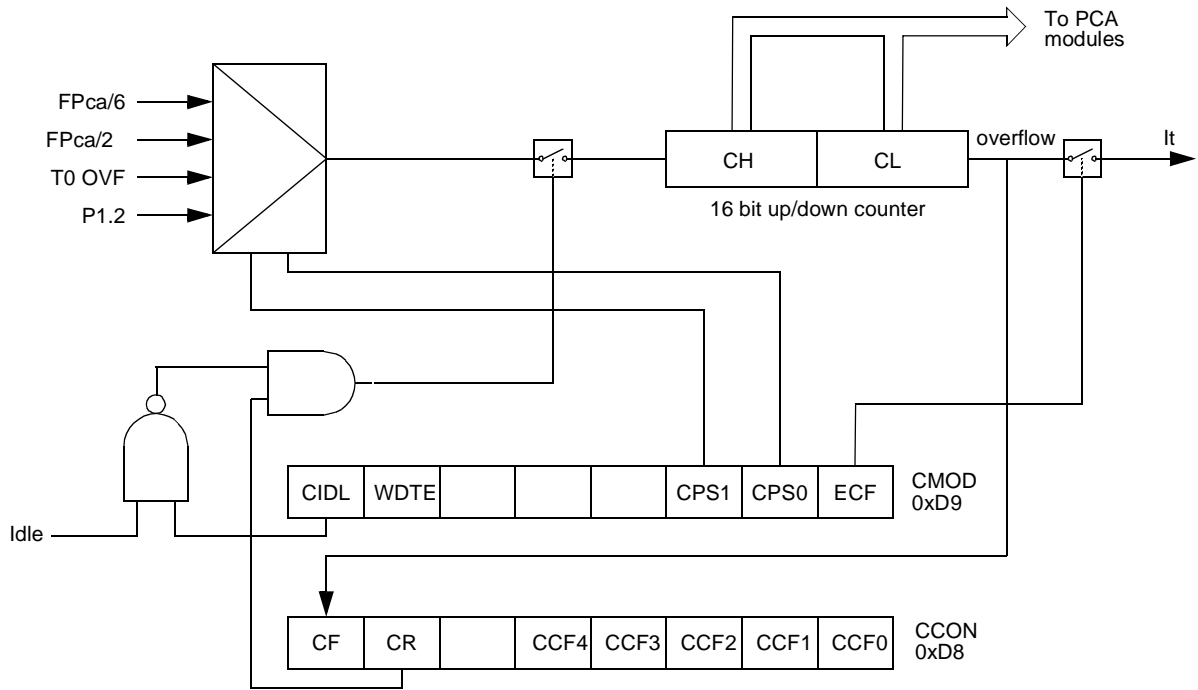 To PCA
modules
FPca/6
FPca/2
T0 OVF
P1.2
CH
CL
overflow
It
16 bit up/down counter
CIDL
WDTE
CPS1
CPS0
ECF
CMOD
0xD9
Idle
CF
CR
CCF4
CCF3
CCF2
CCF1
CCF0
CCON
0xD8